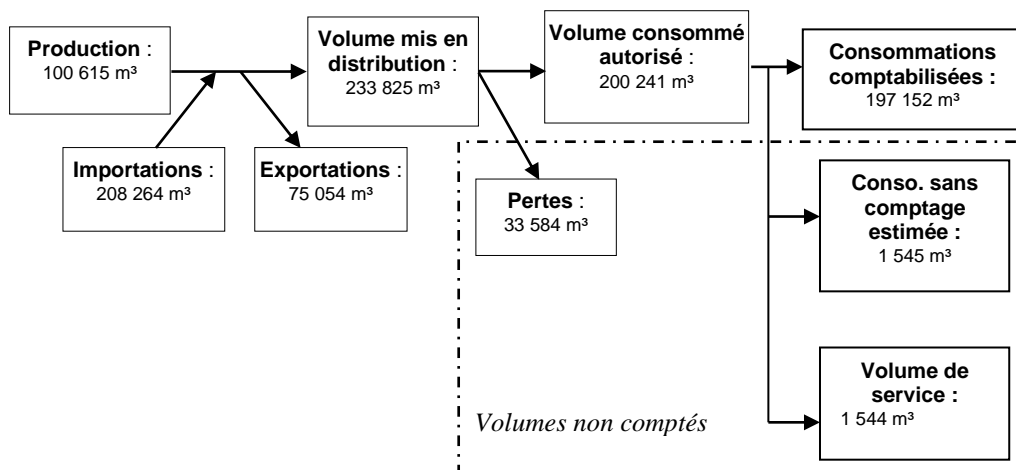 Production :
100 615 m³
Volume mis en
distribution :
233 825 m³
Volume consommé
autorisé :
200 241 m³
Consommations
comptabilisées :
197 152 m³
Importations :
208 264 m³
Exportations :
75 054 m³
Pertes :
33 584 m³
Conso. sans
comptage
estimée :
1 545 m³
Volume de
service :
1 544 m³
Volumes non comptés